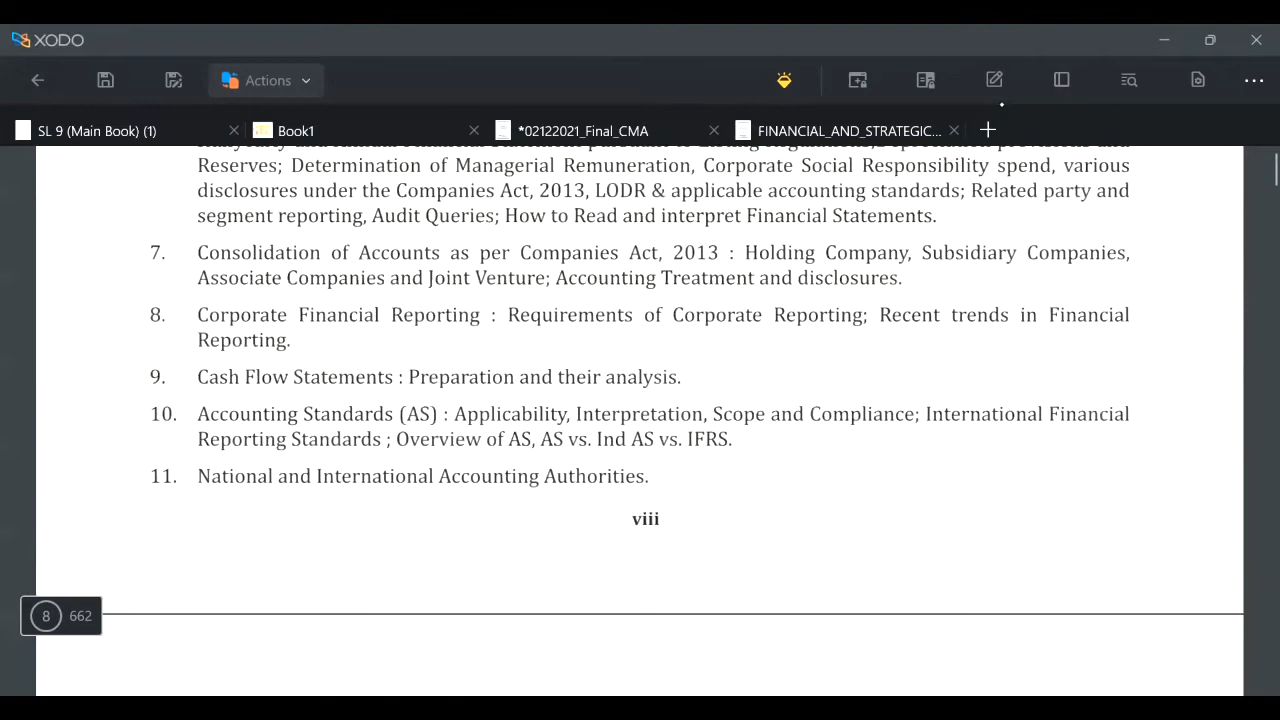 XODO
Actions
SL 9 (Main Book) (1)
Book1
*02122021_Final_CMA
FINANCIAL_AND_STRATEGIC...
Reserves; Determination of Managerial Remuneration, Corporate Social Responsibility spend, various
disclosures under the Companies Act, 2013, LODR & applicable accounting standards; Related party and
segment reporting, Audit Queries; How to Read and interpret Financial Statements.
7. Consolidation of Accounts as per Companies Act, 2013 : Holding Company, Subsidiary Companies,
Associate Companies and Joint Venture; Accounting Treatment and disclosures.
8. Corporate Financial Reporting : Requirements of Corporate Reporting; Recent trends in Financial
Reporting.
9. Cash Flow Statements : Preparation and their analysis.
10. Accounting Standards (AS) : Applicability, Interpretation, Scope and Compliance; International Financial
Reporting Standards ; Overview of AS, AS vs. Ind AS vs. IFRS.
11. National and International Accounting Authorities.
viii
8 662